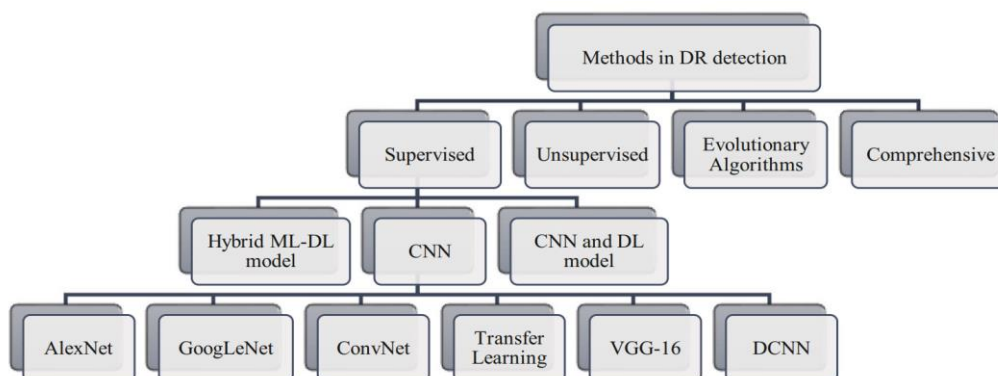 Methods in DR detection
Supervised
Unsupervised
Evolutionary
Algorithms
Comprehensive
Hybrid ML-DL
model
CNN
CNN and DL
model
AlexNet
GoogLeNet
ConvNet
Transfer
Learning
VGG-16
DCNN